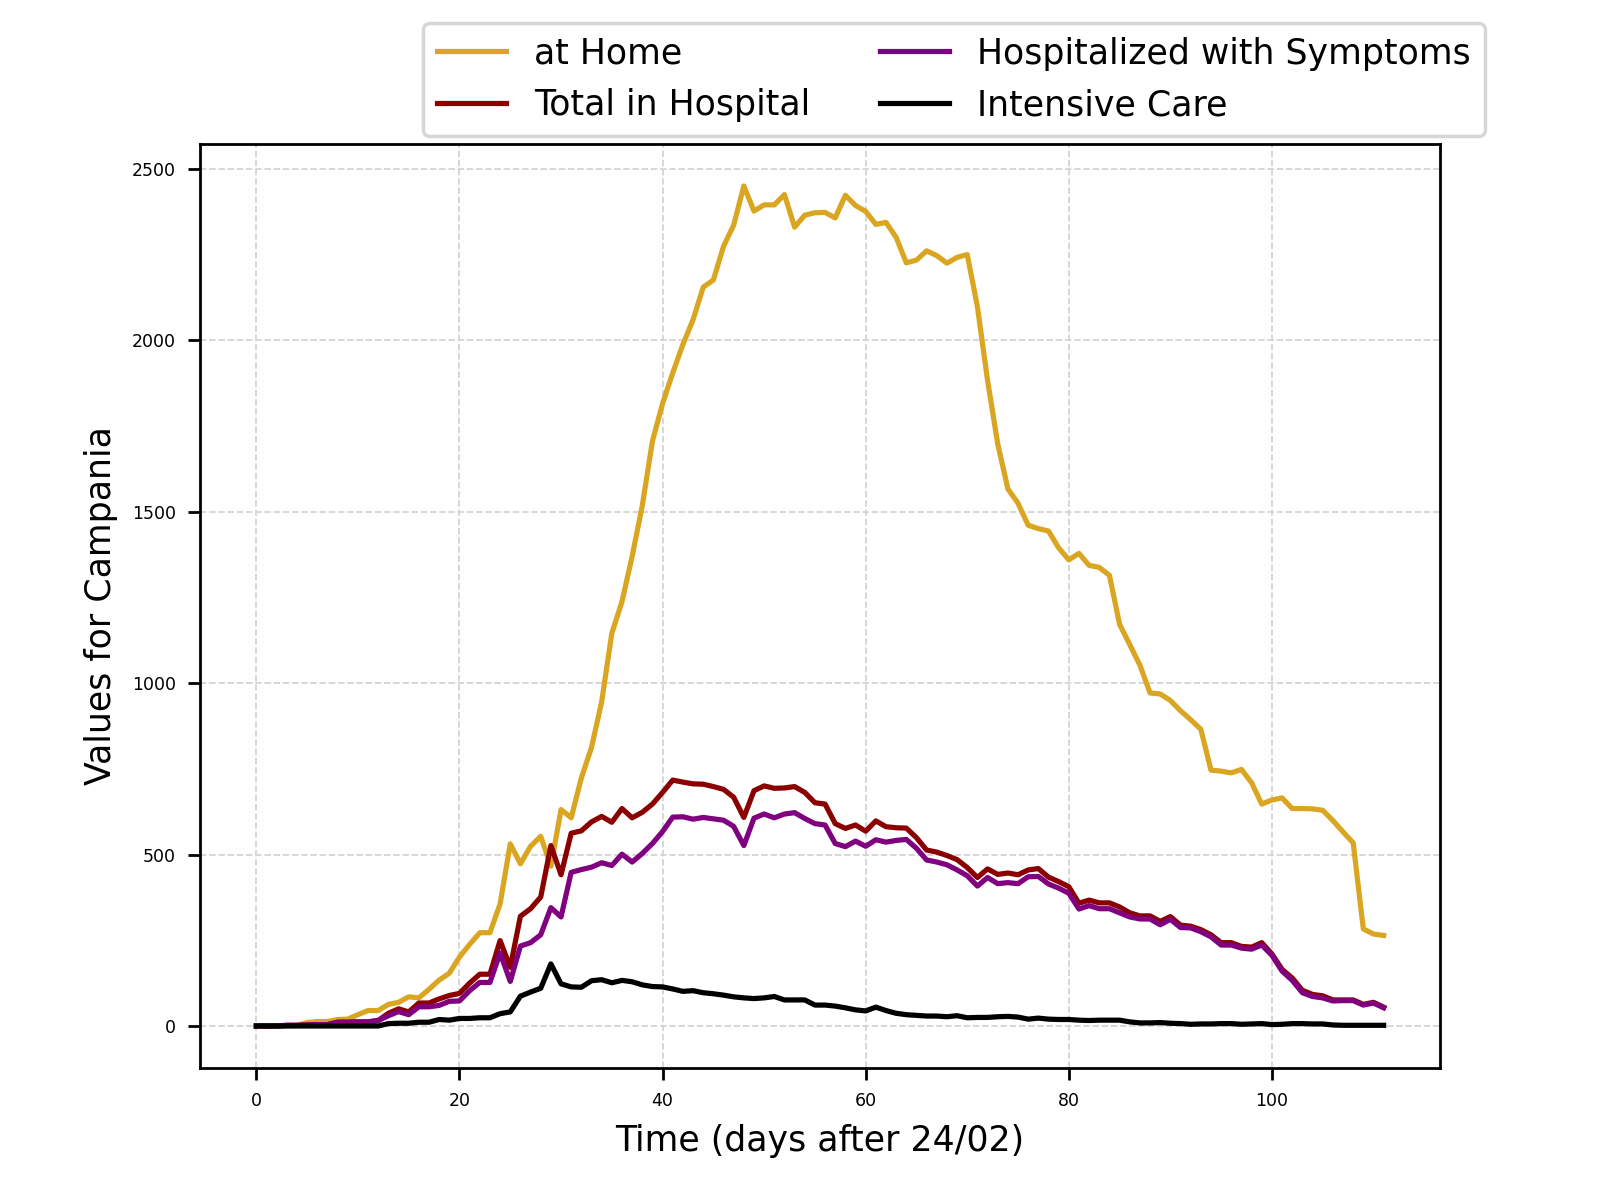 at Home
Hospitalized with Symptoms
Total in Hospital
Intensive Care
2500
2000
1500
1000
500
0
Values for Campania
0 20 40 60 80 100
Time (days after 24/02)